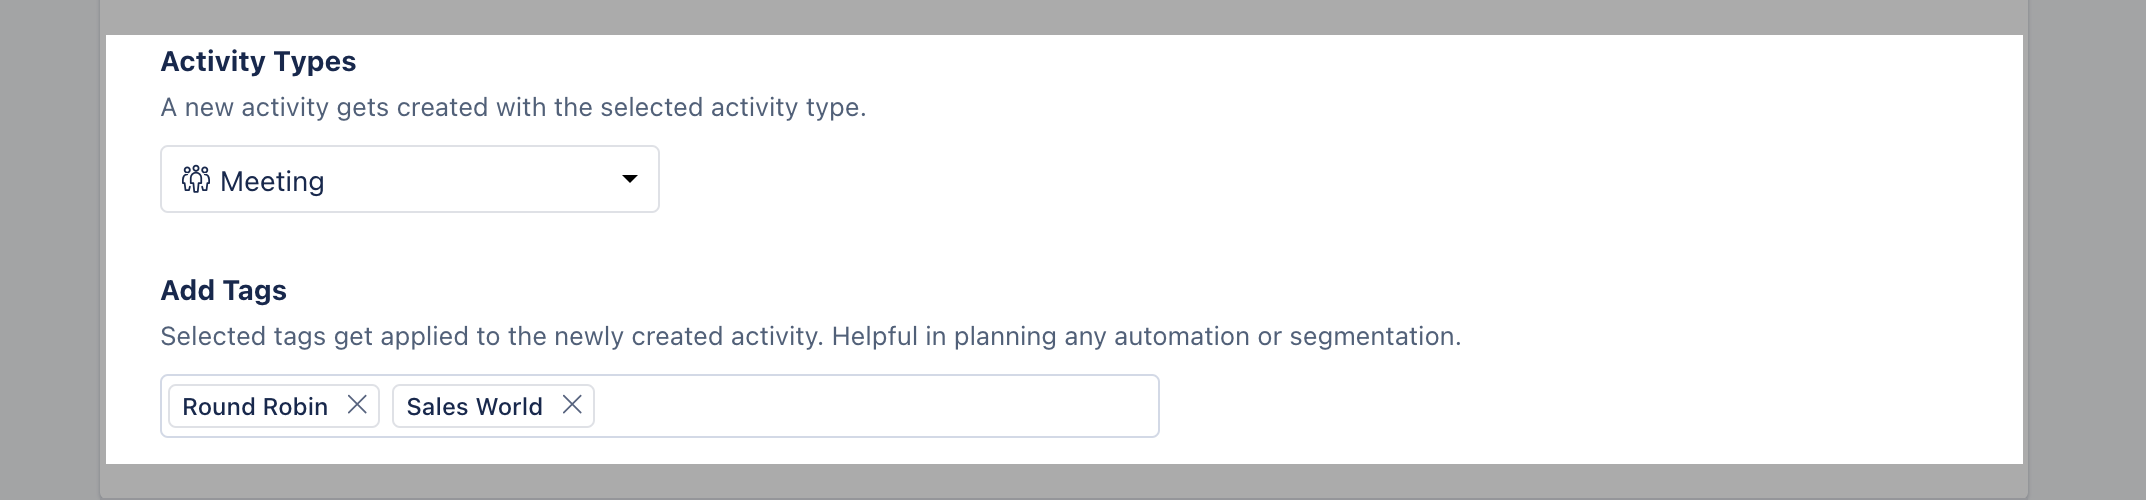 Activity Types
A new activity gets created with the selected activity type.
Meeting
Add Tags
Selected tags get applied to the newly created activity. Helpful in planning any automation or segmentation.
Round Robin Sales World